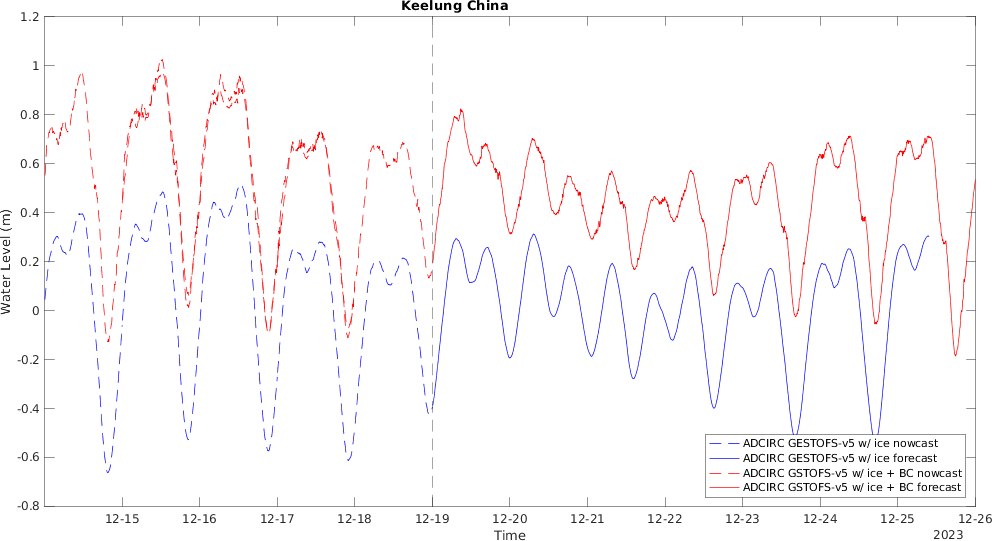 Keelung China
1.2
1
0.8
0.6
0.4
0.2
0
-0.2
-0.4
-0.6
-0.8
Water Level (m)
ADCIRC GESTOFS-v5 w/ ice nowcast
ADCIRC GESTOFS-v5 w/ ice forecast
ADCIRC GSTOFS-v5 w/ ice + BC nowcast
ADCIRC GSTOFS-v5 w/ ice + BC forecast
12-15 12-16 12-17 12-18 12-19 12-20 12-21 12-22 12-23 12-24 12-25 12-26
Time
2023